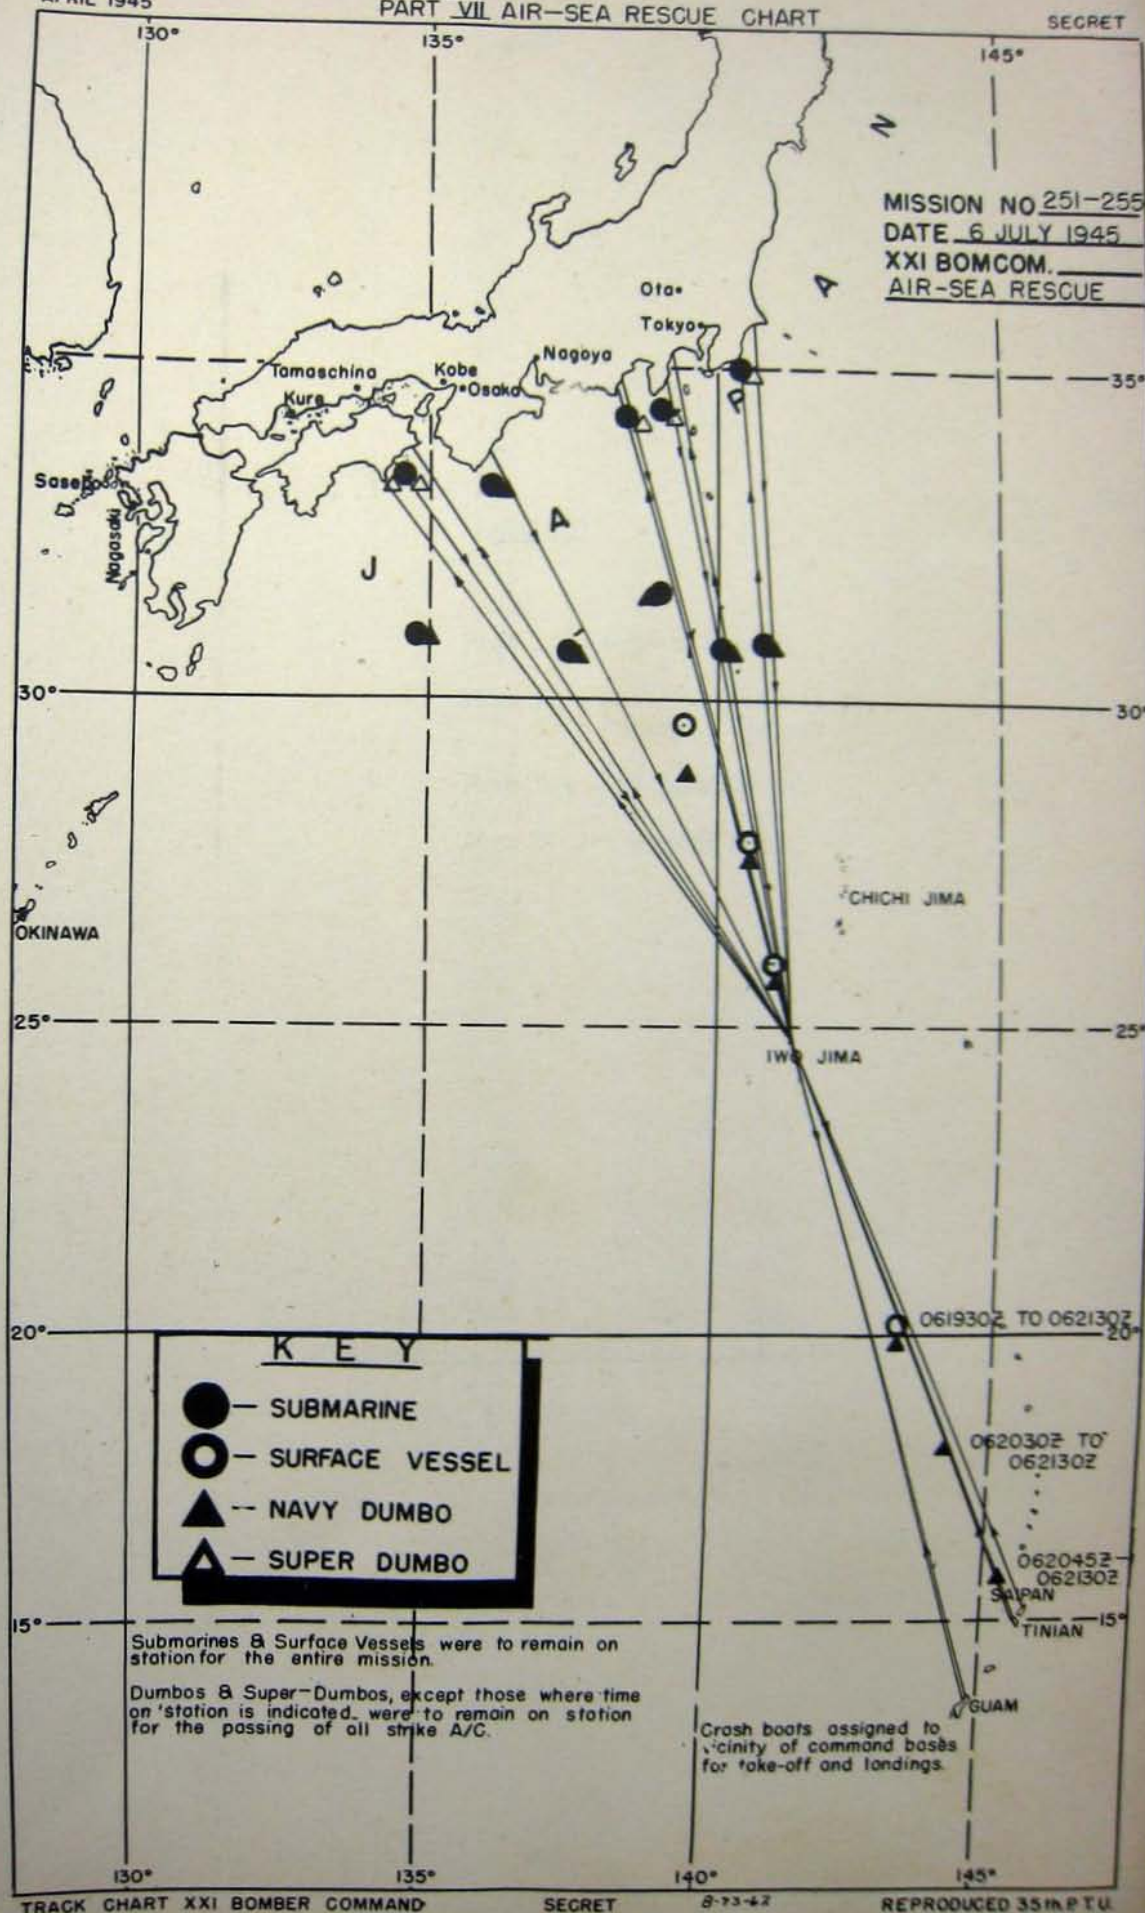 APRIL 1945
PART VII AIR-SEA RESCUE CHART
SECRET
130°
135°
145°
N
MISSION NO 251-255
DATE 6 JULY 1945
XXI BOMCOM.
AIR-SEA RESCUE
A
Ota
Tokyo
Nagoya
Tamaschina
Kobe
Osaka
Kure
35°
P
Sasebo
A
Nagasaki
J
30°
30°
CHICHI JIMA
OKINAWA
25°
25°
IWO JIMA
061930Z TO 062130Z
20°
20°
KEY
SUBMARINE
SURFACE VESSEL
NAVY DUMBO
SUPER DUMBO
062030Z TO
062130Z
062045Z-
062130Z
SAIPAN
15°
15°
TINIAN
Submarines & Surface Vessels were to remain on
station for the entire mission.
Dumbos & Super-Dumbos, except those where time
on station is indicated were to remain on station
for the passing of all strike A/C.
GUAM
Crash boats assigned to
vicinity of command bases
for take-off and landings.
130°
135°
140°
145°
TRACK CHART XXI BOMBER COMMAND
SECRET
REPRODUCED 35th P.T.U.